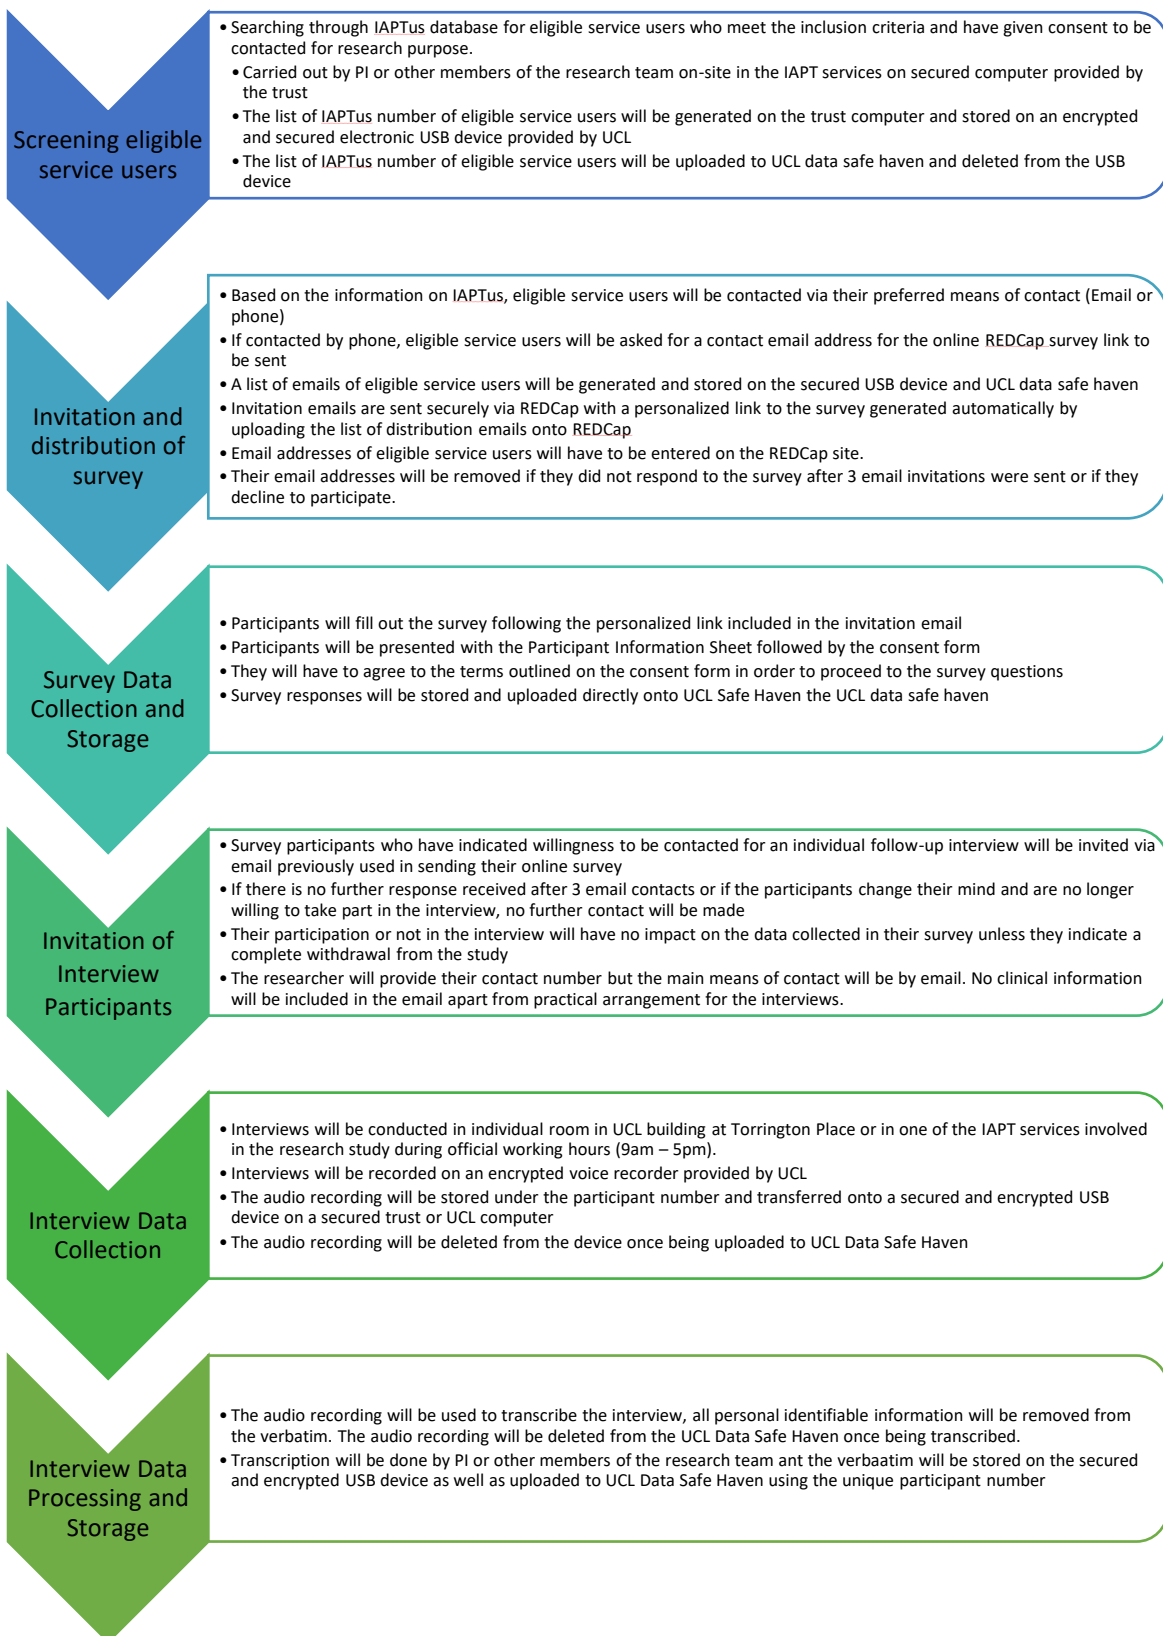 Screening eligible
service users
• Searching through IAPTus database for eligible service users who meet the inclusion criteria and have given consent to be
contacted for research purpose.
• Carried out by PI or other members of the research team on-site in the IAPT services on secured computer provided by
the trust
• The list of IAPTus number of eligible service users will be generated on the trust computer and stored on an encrypted
and secured electronic USB device provided by UCL
• The list of IAPTus number of eligible service users will be uploaded to UCL data safe haven and deleted from the USB
device
Invitation and
distribution of
survey
• Based on the information on IAPTus, eligible service users will be contacted via their preferred means of contact (Email or
phone)
• If contacted by phone, eligible service users will be asked for a contact email address for the online REDCap survey link to
be sent
• A list of emails of eligible service users will be generated and stored on the secured USB device and UCL data safe haven
• Invitation emails are sent securely via REDCap with a personalized link to the survey generated automatically by
uploading the list of distribution emails onto REDCap
• Email addresses of eligible service users will have to be entered on the REDCap site.
• Their email addresses will be removed if they did not respond to the survey after 3 email invitations were sent or if they
decline to participate.
Survey Data
Collection and
Storage
• Participants will fill out the survey following the personalized link included in the invitation email
• Participants will be presented with the Participant Information Sheet followed by the consent form
• They will have to agree to the terms outlined on the consent form in order to proceed to the survey questions
• Survey responses will be stored and uploaded directly onto UCL Safe Haven the UCL data safe haven
Invitation of
Interview
Participants
• Survey participants who have indicated willingness to be contacted for an individual follow-up interview will be invited via
email previously used in sending their online survey
• If there is no further response received after 3 email contacts or if the participants change their mind and are no longer
willing to take part in the interview, no further contact will be made
• Their participation or not in the interview will have no impact on the data collected in their survey unless they indicate a
complete withdrawal from the study
• The researcher will provide their contact number but the main means of contact will be by email. No clinical information
will be included in the email apart from practical arrangement for the interviews.
Interview Data
Collection
• Interviews will be conducted in individual room in UCL building at Torrington Place or in one of the IAPT services involved
in the research study during official working hours (9am – 5pm).
• Interviews will be recorded on an encrypted voice recorder provided by UCL
• The audio recording will be stored under the participant number and transferred onto a secured and encrypted USB
device on a secured trust or UCL computer
• The audio recording will be deleted from the device once being uploaded to UCL Data Safe Haven
Interview Data
Processing and
Storage
• The audio recording will be used to transcribe the interview, all personal identifiable information will be removed from
the verbatim. The audio recording will be deleted from the UCL Data Safe Haven once being transcribed.
• Transcription will be done by PI or other members of the research team ant the verbaatim will be stored on the secured
and encrypted USB device as well as uploaded to UCL Data Safe Haven using the unique participant number